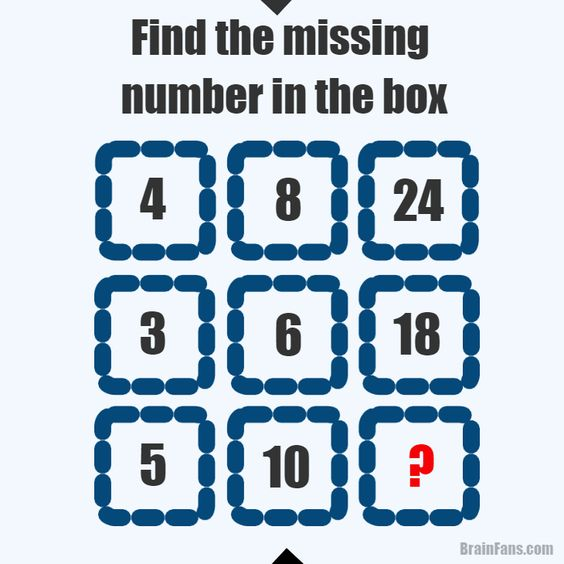 Find the missing
number in the box
4 8 24
3 6 18
5 10 ?
BrainFans.com